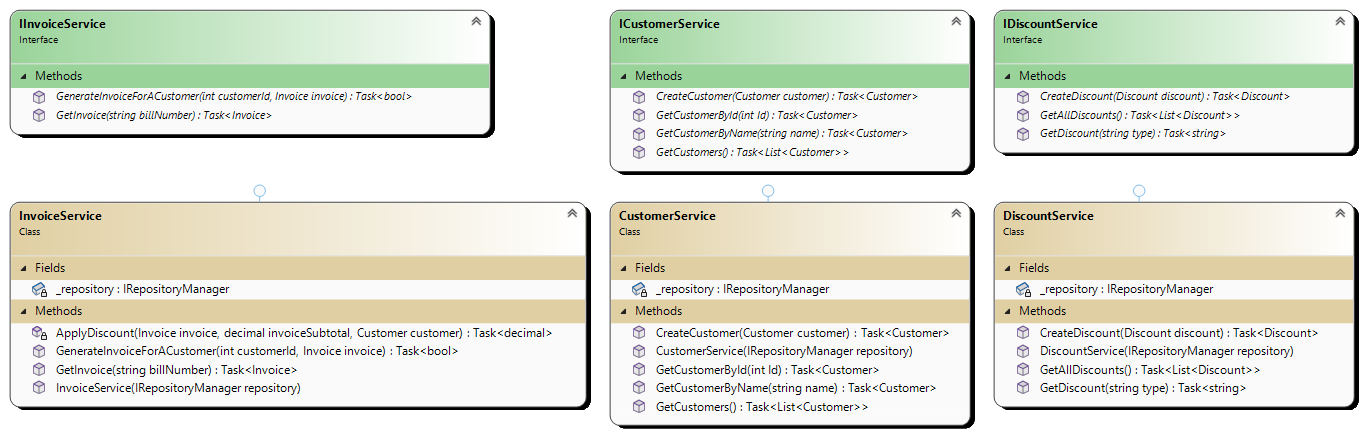 IInvoiceService
Interface
Methods
GenerateInvoiceForACustomer(int customerId, Invoice invoice) : Task<bool>
GetInvoice(string billNumber) : Task<Invoice>
ICustomerService
Interface
Methods
CreateCustomer(Customer customer) : Task<Customer>
GetCustomerById(int Id) : Task<Customer>
GetCustomerByName(string name) : Task<Customer>
GetCustomers() : Task<List<Customer>>
IDiscountService
Interface
Methods
CreateDiscount(Discount discount) : Task<Discount>
GetAllDiscounts() : Task<List<Discount>>
GetDiscount(string type) : Task<string>
InvoiceService
Class
Fields
_repository : IRepositoryManager
Methods
ApplyDiscount(Invoice invoice, decimal invoiceSubtotal, Customer customer) : Task<decimal>
GenerateInvoiceForACustomer(int customerId, Invoice invoice) : Task<bool>
GetInvoice(string billNumber) : Task<Invoice>
InvoiceService(IRepositoryManager repository)
CustomerService
Class
Fields
_repository : IRepositoryManager
Methods
CreateCustomer(Customer customer) : Task<Customer>
CustomerService(IRepositoryManager repository)
GetCustomerById(int Id) : Task<Customer>
GetCustomerByName(string name) : Task<Customer>
GetCustomers() : Task<List<Customer>>
DiscountService
Class
Fields
_repository : IRepositoryManager
Methods
CreateDiscount(Discount discount) : Task<Discount>
DiscountService(IRepositoryManager repository)
GetAllDiscounts() : Task<List<Discount>>
GetDiscount(string type) : Task<string>